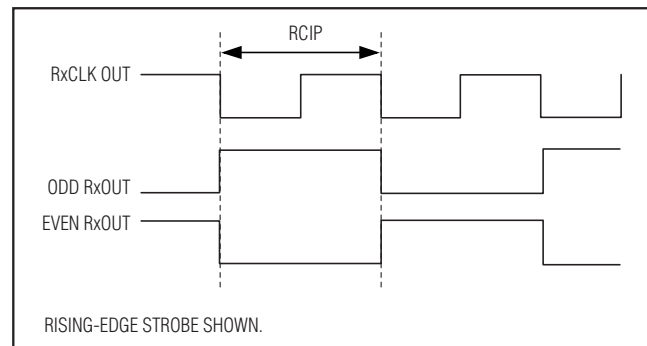 RCIP
RxCLK OUT
ODD RxOUT
EVEN RxOUT
RISING-EDGE STROBE SHOWN.